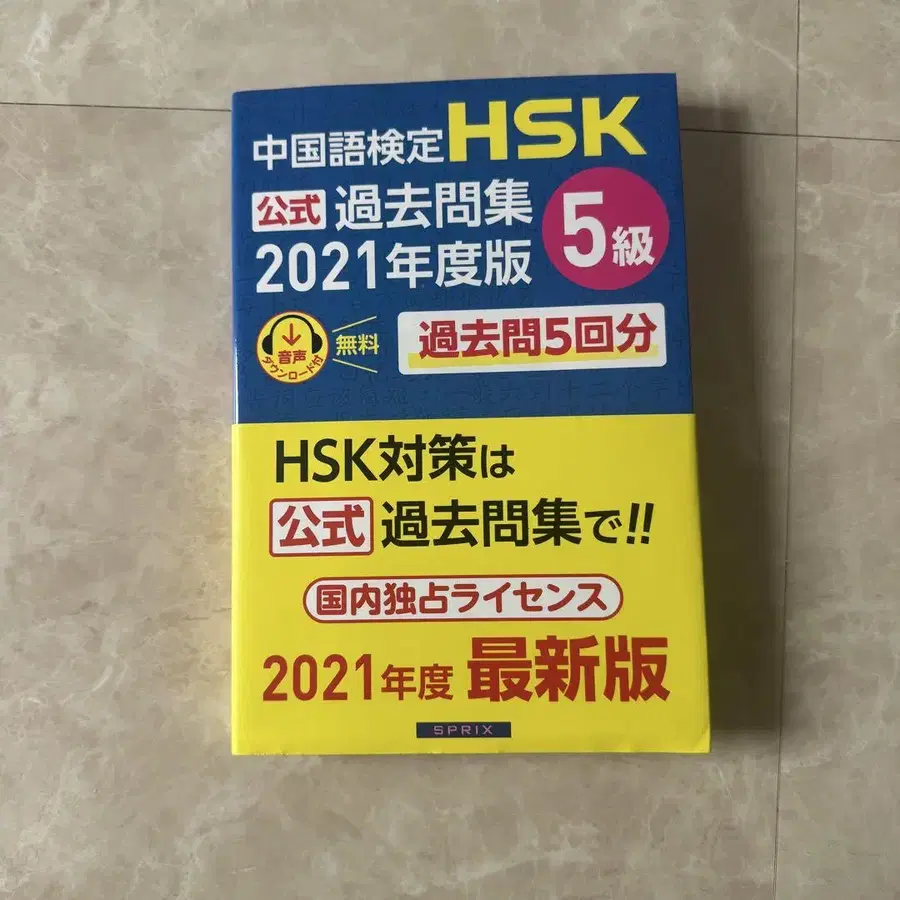 中国語検定HSK
公式 過去問集
2021年度版
5級
音声
ダウンロード付
無料
過去問5回分
HSK対策は
公式 過去問集で!!
国内独占ライセンス
2021年度 最新版
SPRIX